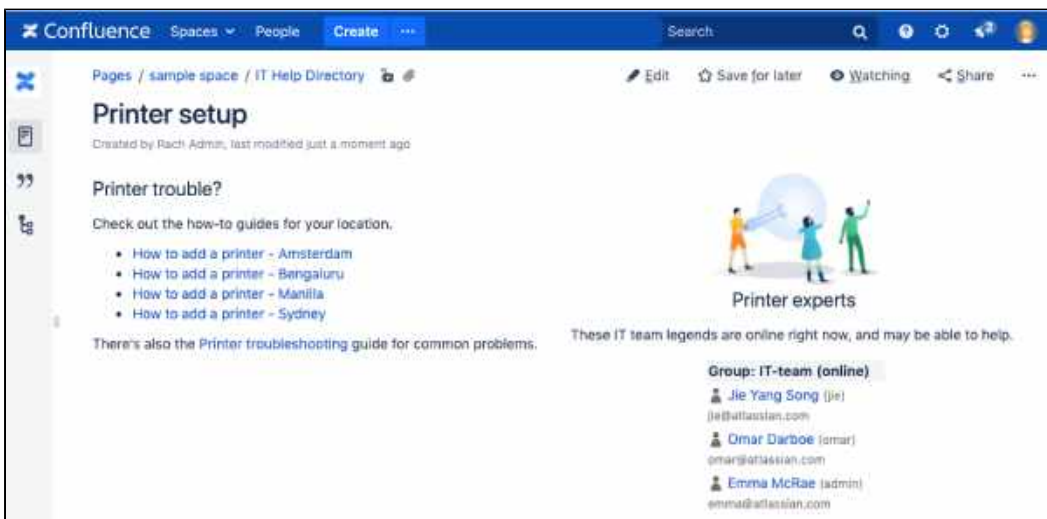 Confluence Spaces People Create ... Search
Pages / sample space / IT Help Directory
Edit Save for later Watching Share ...
Printer setup
Created by Rach Admin, last modified just a moment ago
Printer trouble?
Check out the how-to guides for your location.
• How to add a printer - Amsterdam
• How to add a printer - Bengaluru
• How to add a printer - Manilla
• How to add a printer - Sydney
There's also the Printer troubleshooting guide for common problems.
Printer experts
These IT team legends are online right now, and may be able to help.
Group: IT-team (online)
Jie Yang Song (jie)
jie@atlassian.com
Omar Darboe (omar)
omar@atlassian.com
Emma McRae (admin)
emma@atlassian.com